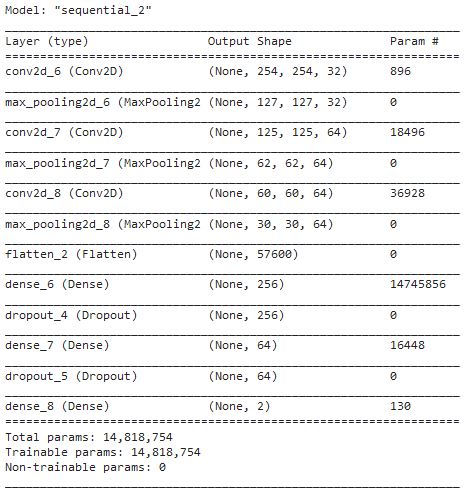 Model: "sequential_2"
Layer (type) Output Shape Param #
conv2d_6 (Conv2D) (None, 254, 254, 32) 896
max_pooling2d_6 (MaxPooling2 (None, 127, 127, 32) 0
conv2d_7 (Conv2D) (None, 125, 125, 64) 18496
max_pooling2d_7 (MaxPooling2 (None, 62, 62, 64) 0
conv2d_8 (Conv2D) (None, 60, 60, 64) 36928
max_pooling2d_8 (MaxPooling2 (None, 30, 30, 64) 0
flatten_2 (Flatten) (None, 57600) 0
dense_6 (Dense) (None, 256) 14745856
dropout_4 (Dropout) (None, 256) 0
dense_7 (Dense) (None, 64) 16448
dropout_5 (Dropout) (None, 64) 0
dense_8 (Dense) (None, 2) 130
Total params: 14,818,754
Trainable params: 14,818,754
Non-trainable params: 0